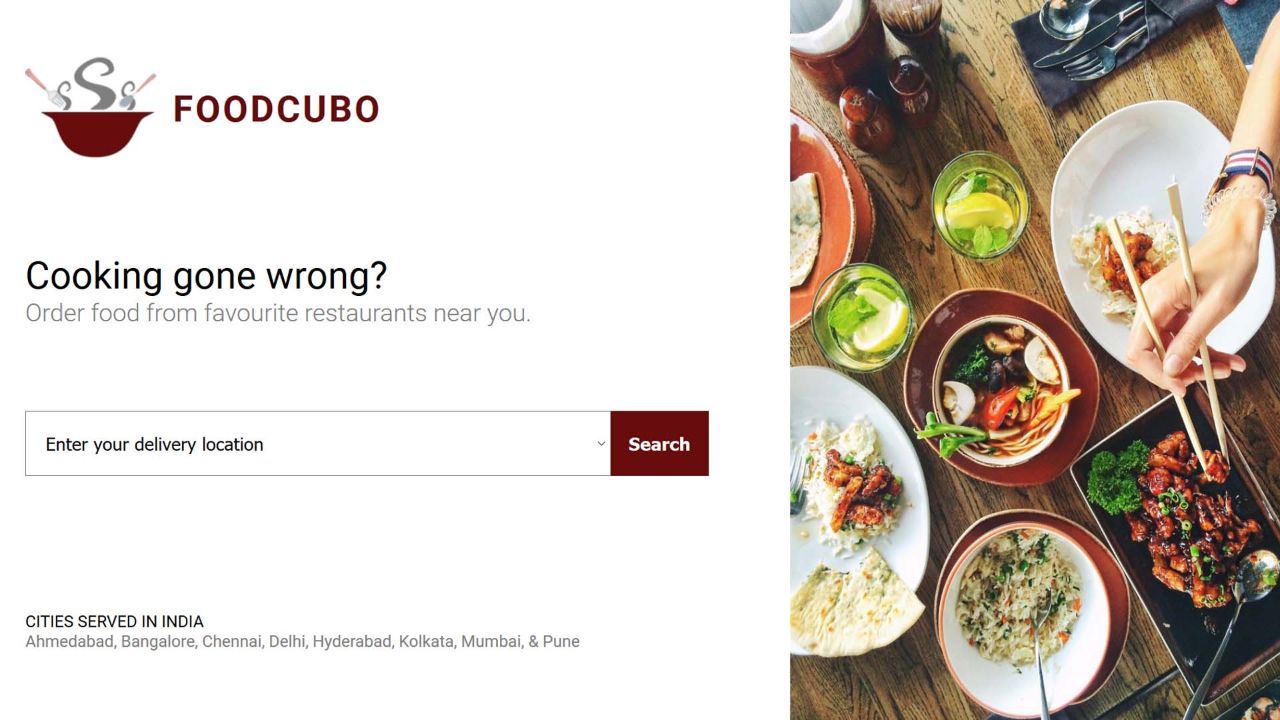 FOODCUBO
Cooking gone wrong?
Order food from favourite restaurants near you.
Enter your delivery location
Search
CITIES SERVED IN INDIA
Ahmedabad, Bangalore, Chennai, Delhi, Hyderabad, Kolkata, Mumbai, & Pune